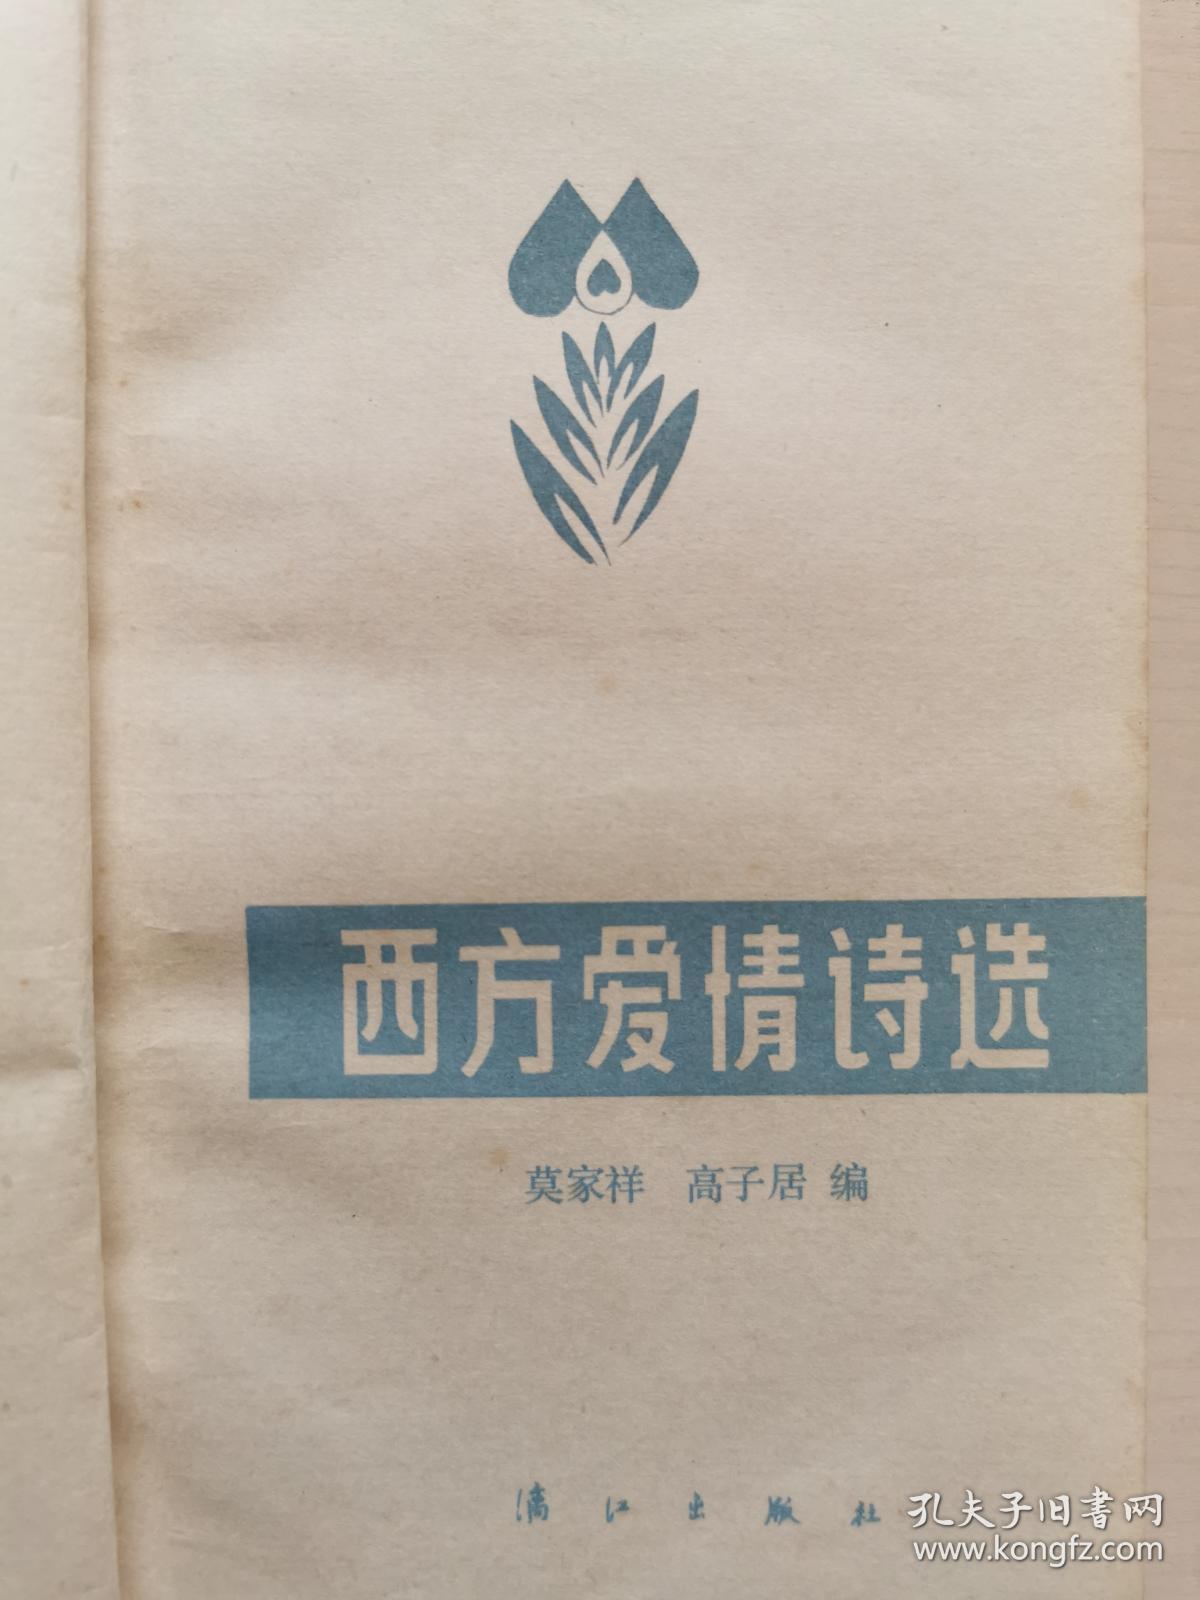 西方爱情诗选
莫家祥 高子居 编
漓江出版社
孔夫子旧书网
www.kongfz.com